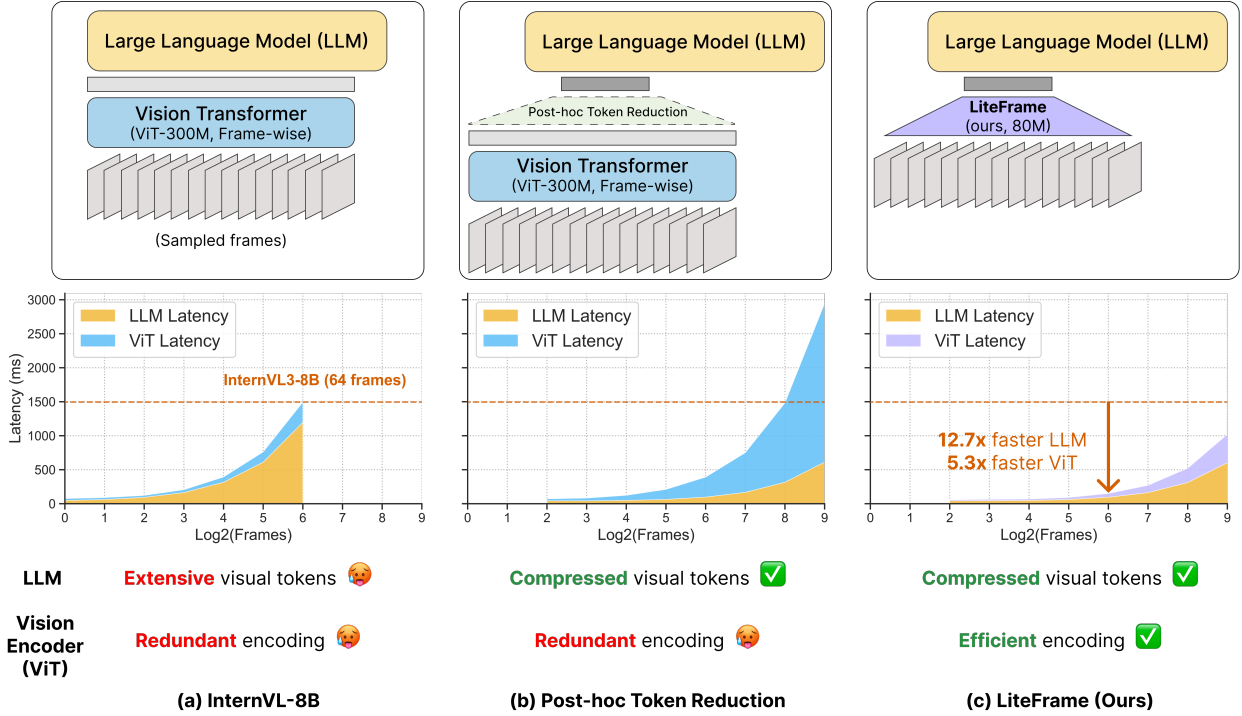 Large Language Model (LLM)
Vision Transformer
(ViT-300M, Frame-wise)
(Sampled frames)
Large Language Model (LLM)
Post-hoc Token Reduction
Vision Transformer
(ViT-300M, Frame-wise)
Large Language Model (LLM)
LiteFrame
(ours, 80M)
Latency (ms)
3000
2500
2000
1500
1000
500
0
LLM Latency
ViT Latency
InternVL3-8B (64 frames)
0 1 2 3 4 5 6 7 8 9
Log2(Frames)
LLM Latency
ViT Latency
0 1 2 3 4 5 6 7 8 9
Log2(Frames)
LLM Latency
ViT Latency
12.7x faster LLM
5.3x faster ViT
0 1 2 3 4 5 6 7 8 9
Log2(Frames)
LLM
Extensive visual tokens
Compressed visual tokens
Compressed visual tokens
Vision
Encoder
(ViT)
Redundant encoding
Redundant encoding
Efficient encoding
(a) InternVL-8B
(b) Post-hoc Token Reduction
(c) LiteFrame (Ours)